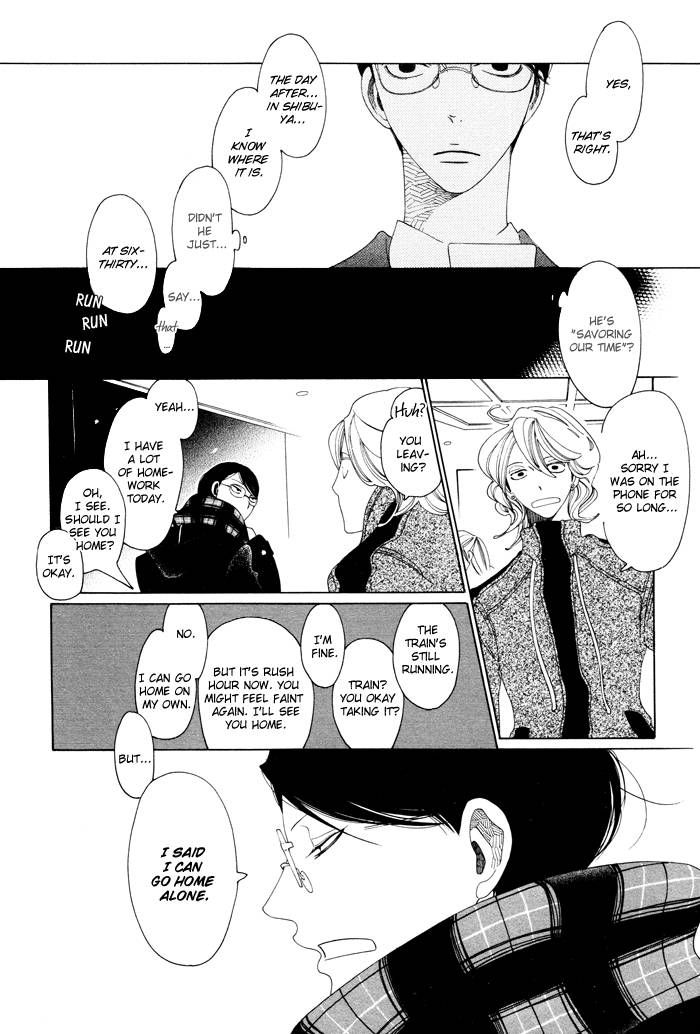 YES,
THAT'S
RIGHT.
THE DAY
AFTER...
IN SHIBU-
YA...
I
KNOW
WHERE
IT IS.
DIDN'T
HE
JUST...
AT SIX-
THIRTY...
SAY...
that
...
RUN
RUN
RUN
HE'S
"SAVORING
OUR TIME"?
AH...
SORRY I
WAS ON THE
PHONE FOR
SO LONG...
Huh?
YOU
LEAV-
ING?
YEAH...
I HAVE
A LOT
OF HOME-
WORK
TODAY.
OH,
I SEE.
SHOULD I
SEE YOU
HOME?
IT'S
OKAY.
THE
TRAIN'S
STILL
RUNNING.
TRAIN?
YOU OKAY
TAKING IT?
I'M
FINE.
BUT IT'S RUSH
HOUR NOW. YOU
MIGHT FEEL FAINT
AGAIN. I'LL SEE
YOU HOME.
NO.
I CAN GO
HOME ON
MY OWN.
BUT...
I SAID
I CAN
GO HOME
ALONE.